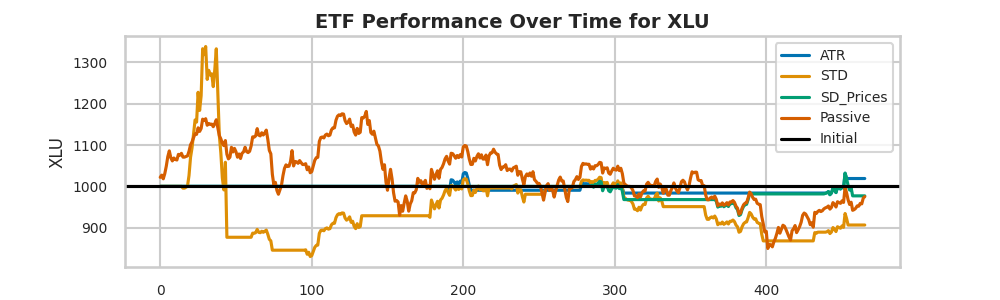 ETF Performance Over Time for XLU
XLU
1300
1200
1100
1000
900
0
100
200
300
400
ATR
STD
SD_Prices
Passive
Initial